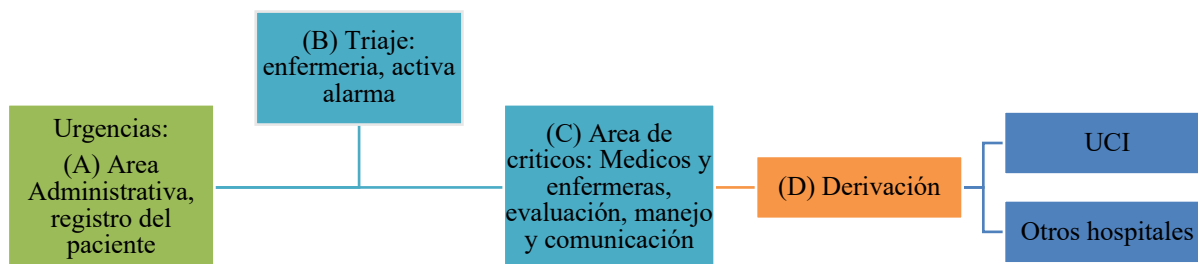 Urgencias:
(A) Area
Administrativa,
registro del
paciente
(B) Triaje:
enfermeria, activa
alarma
(C) Area de
criticos: Medicos y
enfermeras,
evaluación, manejo
y comunicación
(D) Derivación
UCI
Otros hospitales